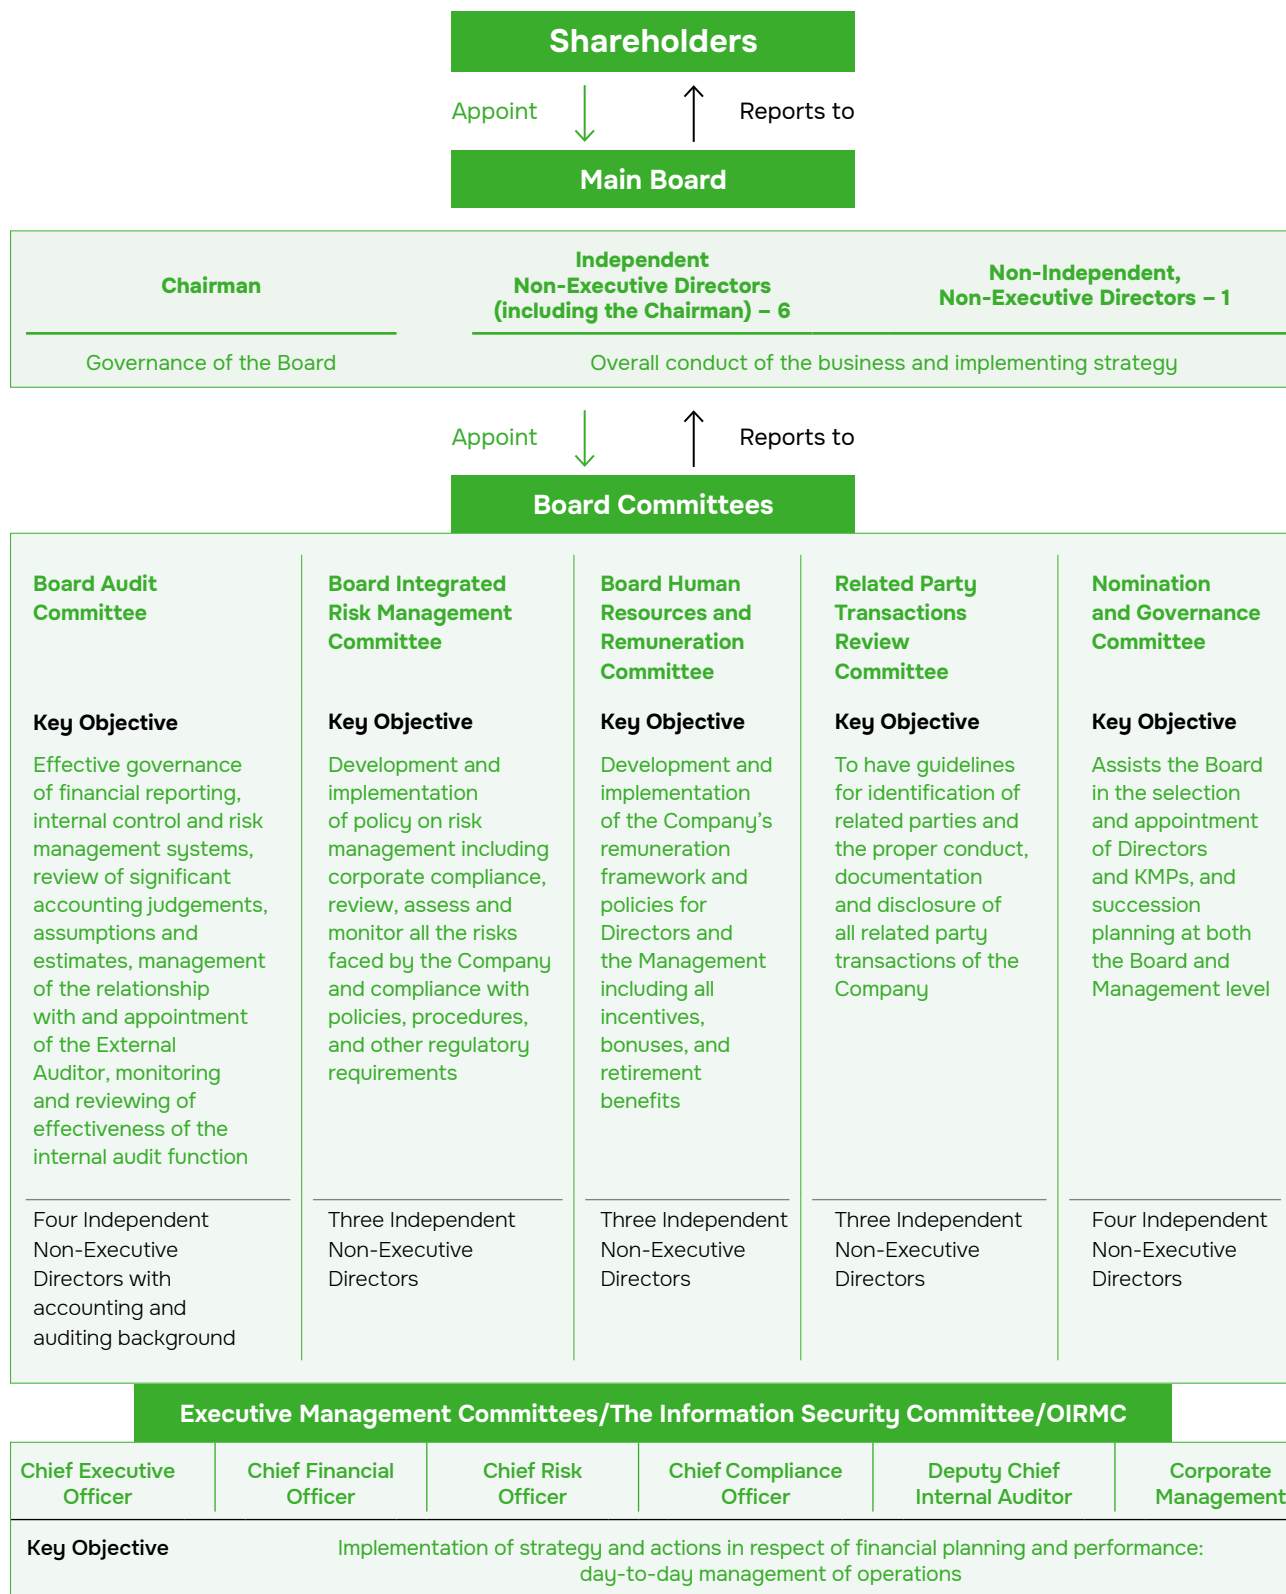 Shareholders
Appoint
Reports to
Main Board
Chairman
Independent
Non-Executive Directors
(including the Chairman) – 6
Non-Independent,
Non-Executive Directors – 1
Governance of the Board
Overall conduct of the business and implementing strategy
Appoint
Reports to
Board Committees
Board Audit
Committee
Key Objective
Effective governance
of financial reporting,
internal control and risk
management systems,
review of significant
accounting judgements,
assumptions and
estimates, management
of the relationship
with and appointment
of the External
Auditor, monitoring
and reviewing of
effectiveness of the
internal audit function
Four Independent
Non-Executive
Directors with
accounting and
auditing background
Board Integrated
Risk Management
Committee
Key Objective
Development and
implementation
of policy on risk
management including
corporate compliance,
review, assess and
monitor all the risks
faced by the Company
and compliance with
policies, procedures,
and other regulatory
requirements
Three Independent
Non-Executive
Directors
Board Human
Resources and
Remuneration
Committee
Key Objective
Development and
implementation
of the Company’s
remuneration
framework and
policies for
Directors and
the Management
including all
incentives,
bonuses, and
retirement
benefits
Three Independent
Non-Executive
Directors
Related Party
Transactions
Review
Committee
Key Objective
To have guidelines
for identification of
related parties and
the proper conduct,
documentation
and disclosure of
all related party
transactions of the
Company
Three Independent
Non-Executive
Directors
Nomination
and Governance
Committee
Key Objective
Assists the Board
in the selection
and appointment
of Directors
and KMPs, and
succession
planning at both
the Board and
Management level
Four Independent
Non-Executive
Directors
Executive Management Committees/The Information Security Committee/OIRMC
Chief Executive
Officer
Chief Financial
Officer
Chief Risk
Officer
Chief Compliance
Officer
Deputy Chief
Internal Auditor
Corporate
Management
Key Objective
Implementation of strategy and actions in respect of financial planning and performance:
day-to-day management of operations